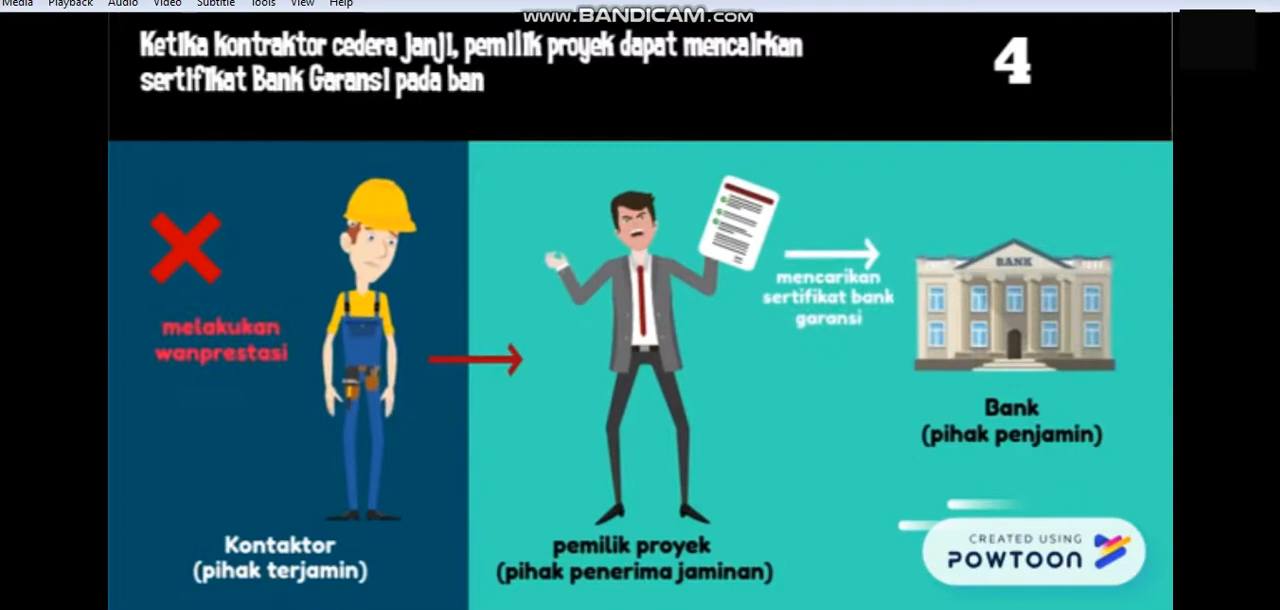 Media Playback Audio Video Subtitle Tools View Help
www.BANDICAM.com
Ketika kontraktor cedera janji, pemilik proyek dapat mencairkan
sertifikat Bank Garansi pada ban
4
melakukan
wanprestasi
mencarikan
sertifikat bank
garansi
BANK
Bank
(pihak penjamin)
Kontaktor
(pihak terjamin)
pemilik proyek
(pihak penerima jaminan)
CREATED USING
POWTOON